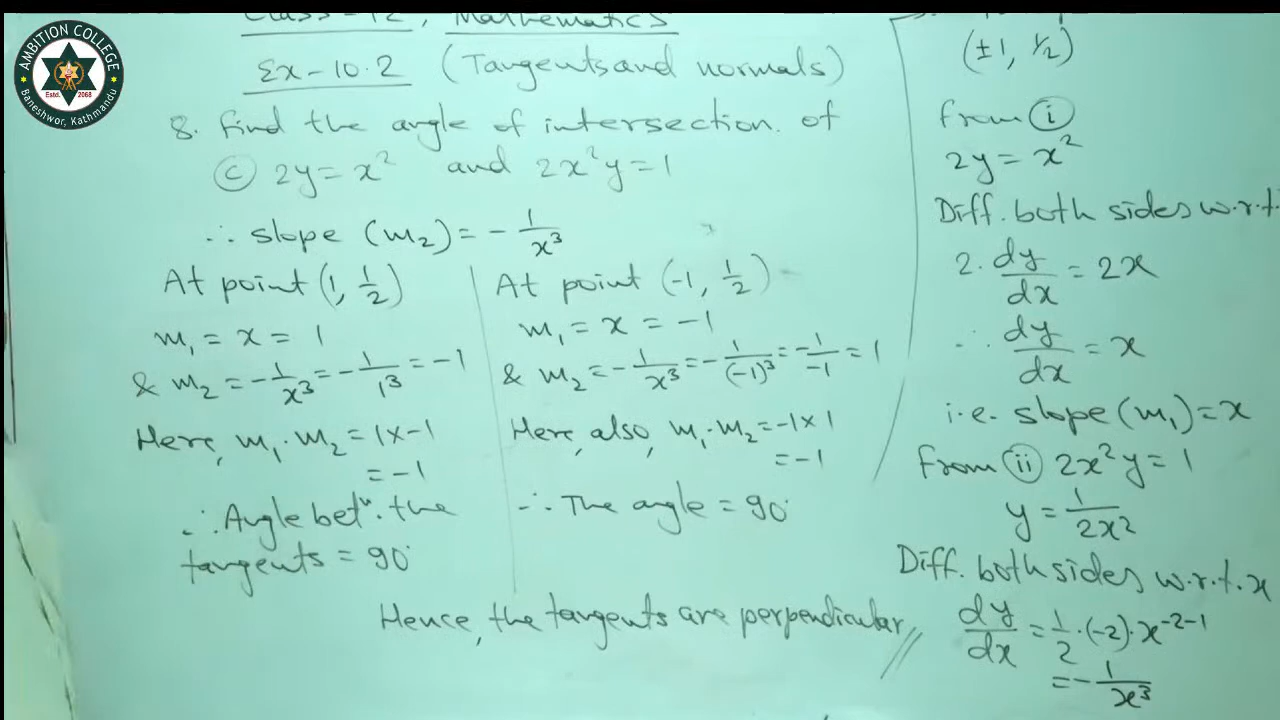 AMBITION COLLEGE
Estd. 2068
Baneshwor, Kathmandu
Class-12, Mathematics
Ex-10.2 (Tangents and normals)
8. Find the angle of intersection of
(c) 2y = x² and 2x²y = 1
∴ slope (m₂) = - 1/x³
At point (1, 1/2)
m₁ = x = 1
& m₂ = - 1/x³ = - 1/1³ = -1
Here, m₁ . m₂ = 1x-1
= -1
∴ Angle betⁿ. the
tangents = 90°
At point (-1, 1/2)
m₁ = x = -1
& m₂ = - 1/x³ = - 1/(-1)³ = -1/-1 = 1
Here, also, m₁ . m₂ = -1x1
= -1
∴ The angle = 90°
Hence, the tangents are perpendicular //
(±1, 1/2)
from (i)
2y = x²
Diff. both sides w.r.t.
2. dy/dx = 2x
∴ dy/dx = x
i.e. slope (m₁) = x
from (ii) 2x²y = 1
y = 1/2x²
Diff. both sides w.r.t. x
dy/dx = 1/2 . (-2) . x⁻²⁻¹
= - 1/x³